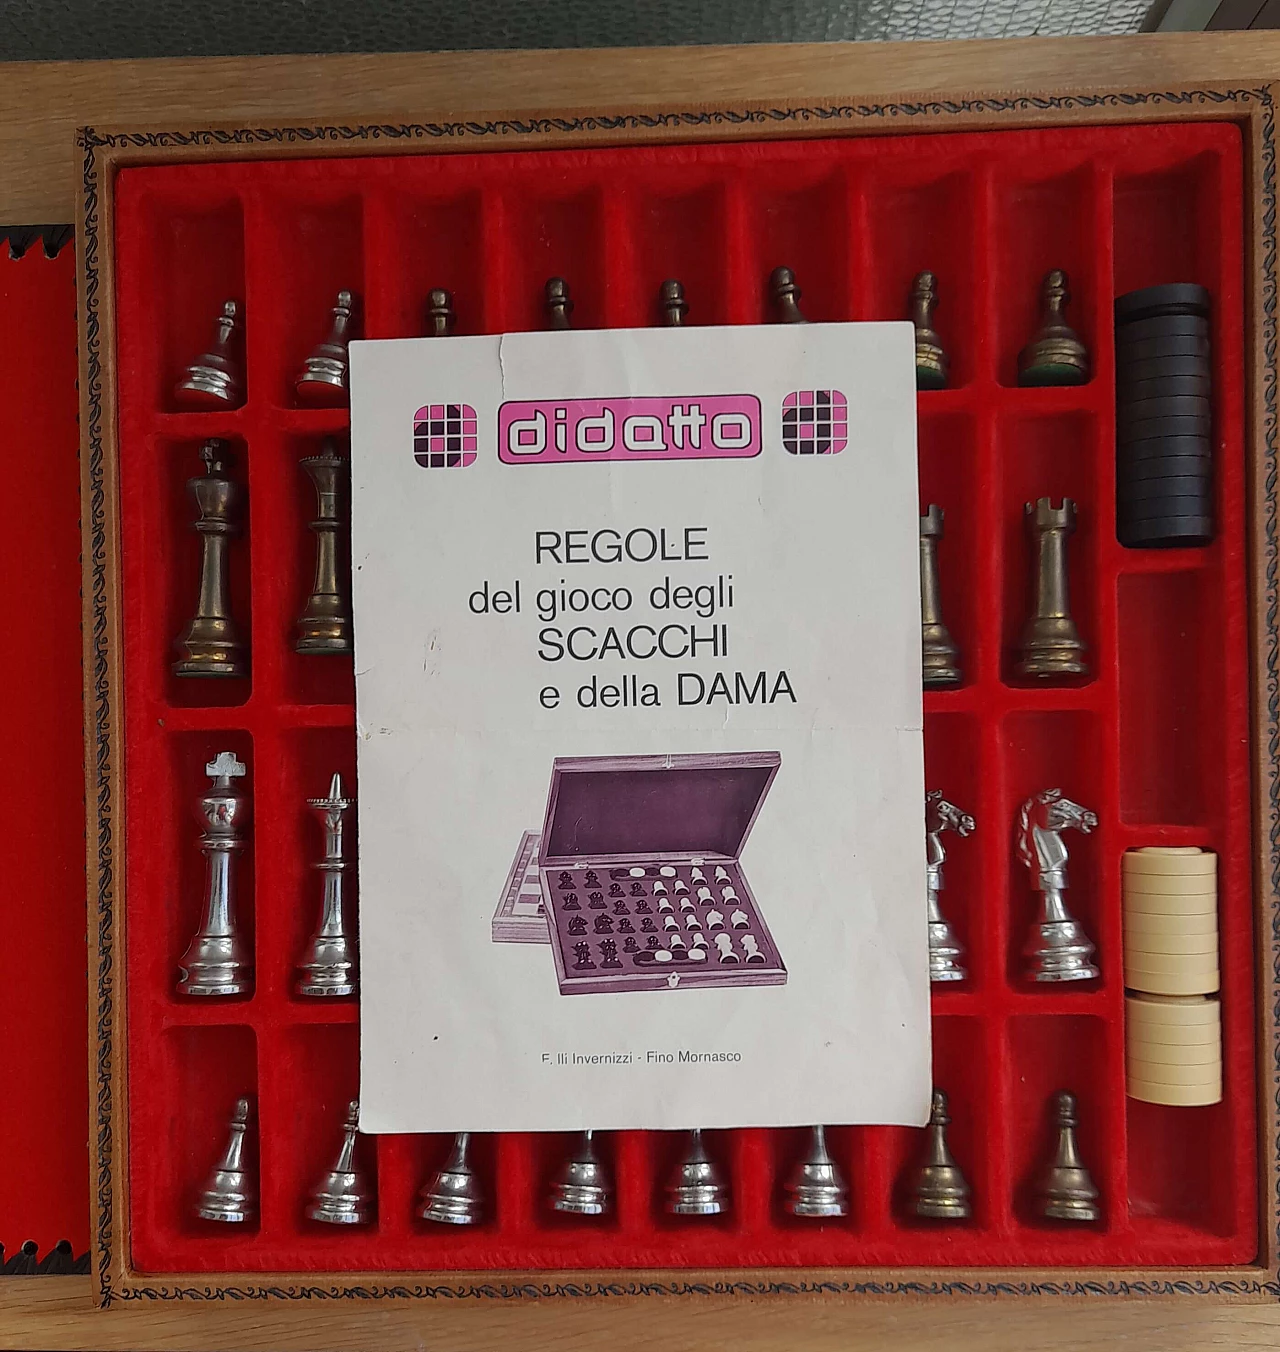 didatto
REGOLE
del gioco degli
SCACCHI
e della DAMA
F. lli Invernizzi - Fino Mornasco